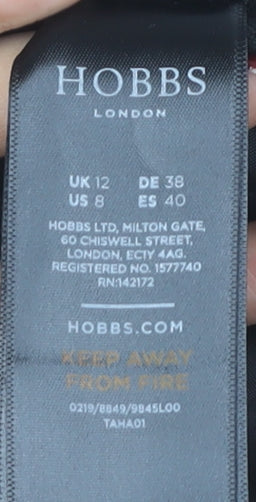 HOBBS
LONDON
UK 12 DE 38
US 8 ES 40
HOBBS LTD, MILTON GATE,
60 CHISWELL STREET,
LONDON, EC1Y 4AG.
REGISTERED NO. 1577740
RN:142172
HOBBS.COM
KEEP AWAY
FROM FIRE
0219/8849/9845L00
TAHA01